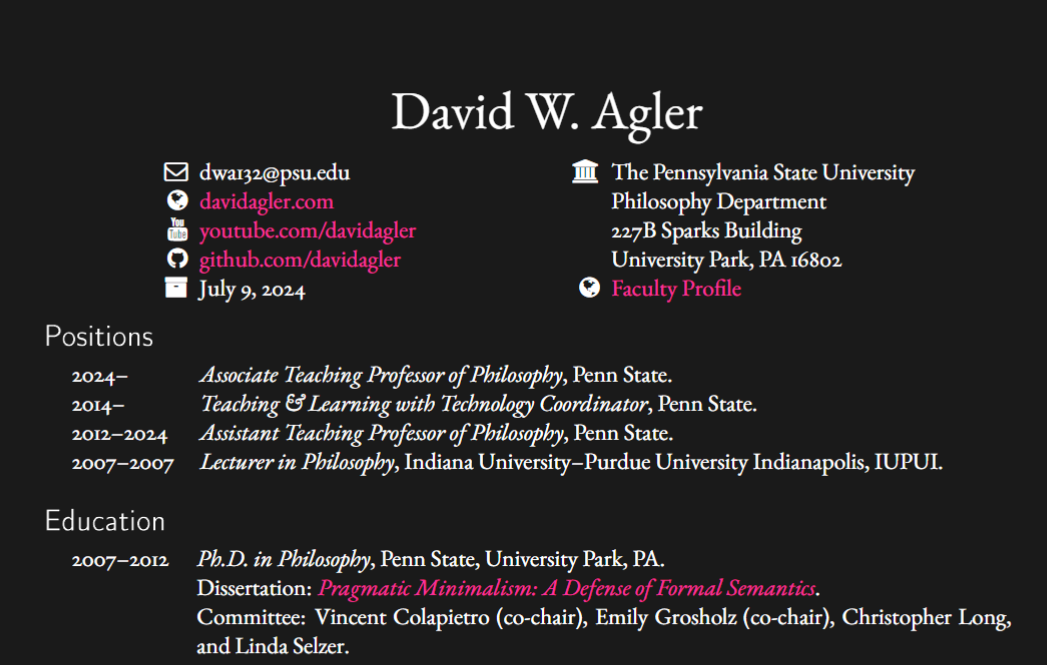 David W. Agler
dwa132@psu.edu
davidagler.com
You
Tube
youtube.com/davidagler
github.com/davidagler
July 9, 2024
The Pennsylvania State University
Philosophy Department
227B Sparks Building
University Park, PA 16802
Faculty Profile
Positions
2024– Associate Teaching Professor of Philosophy, Penn State.
2014– Teaching & Learning with Technology Coordinator, Penn State.
2012–2024 Assistant Teaching Professor of Philosophy, Penn State.
2007–2007 Lecturer in Philosophy, Indiana University–Purdue University Indianapolis, IUPUI.
Education
2007–2012 Ph.D. in Philosophy, Penn State, University Park, PA.
Dissertation: Pragmatic Minimalism: A Defense of Formal Semantics.
Committee: Vincent Colapietro (co-chair), Emily Grosholz (co-chair), Christopher Long,
and Linda Selzer.